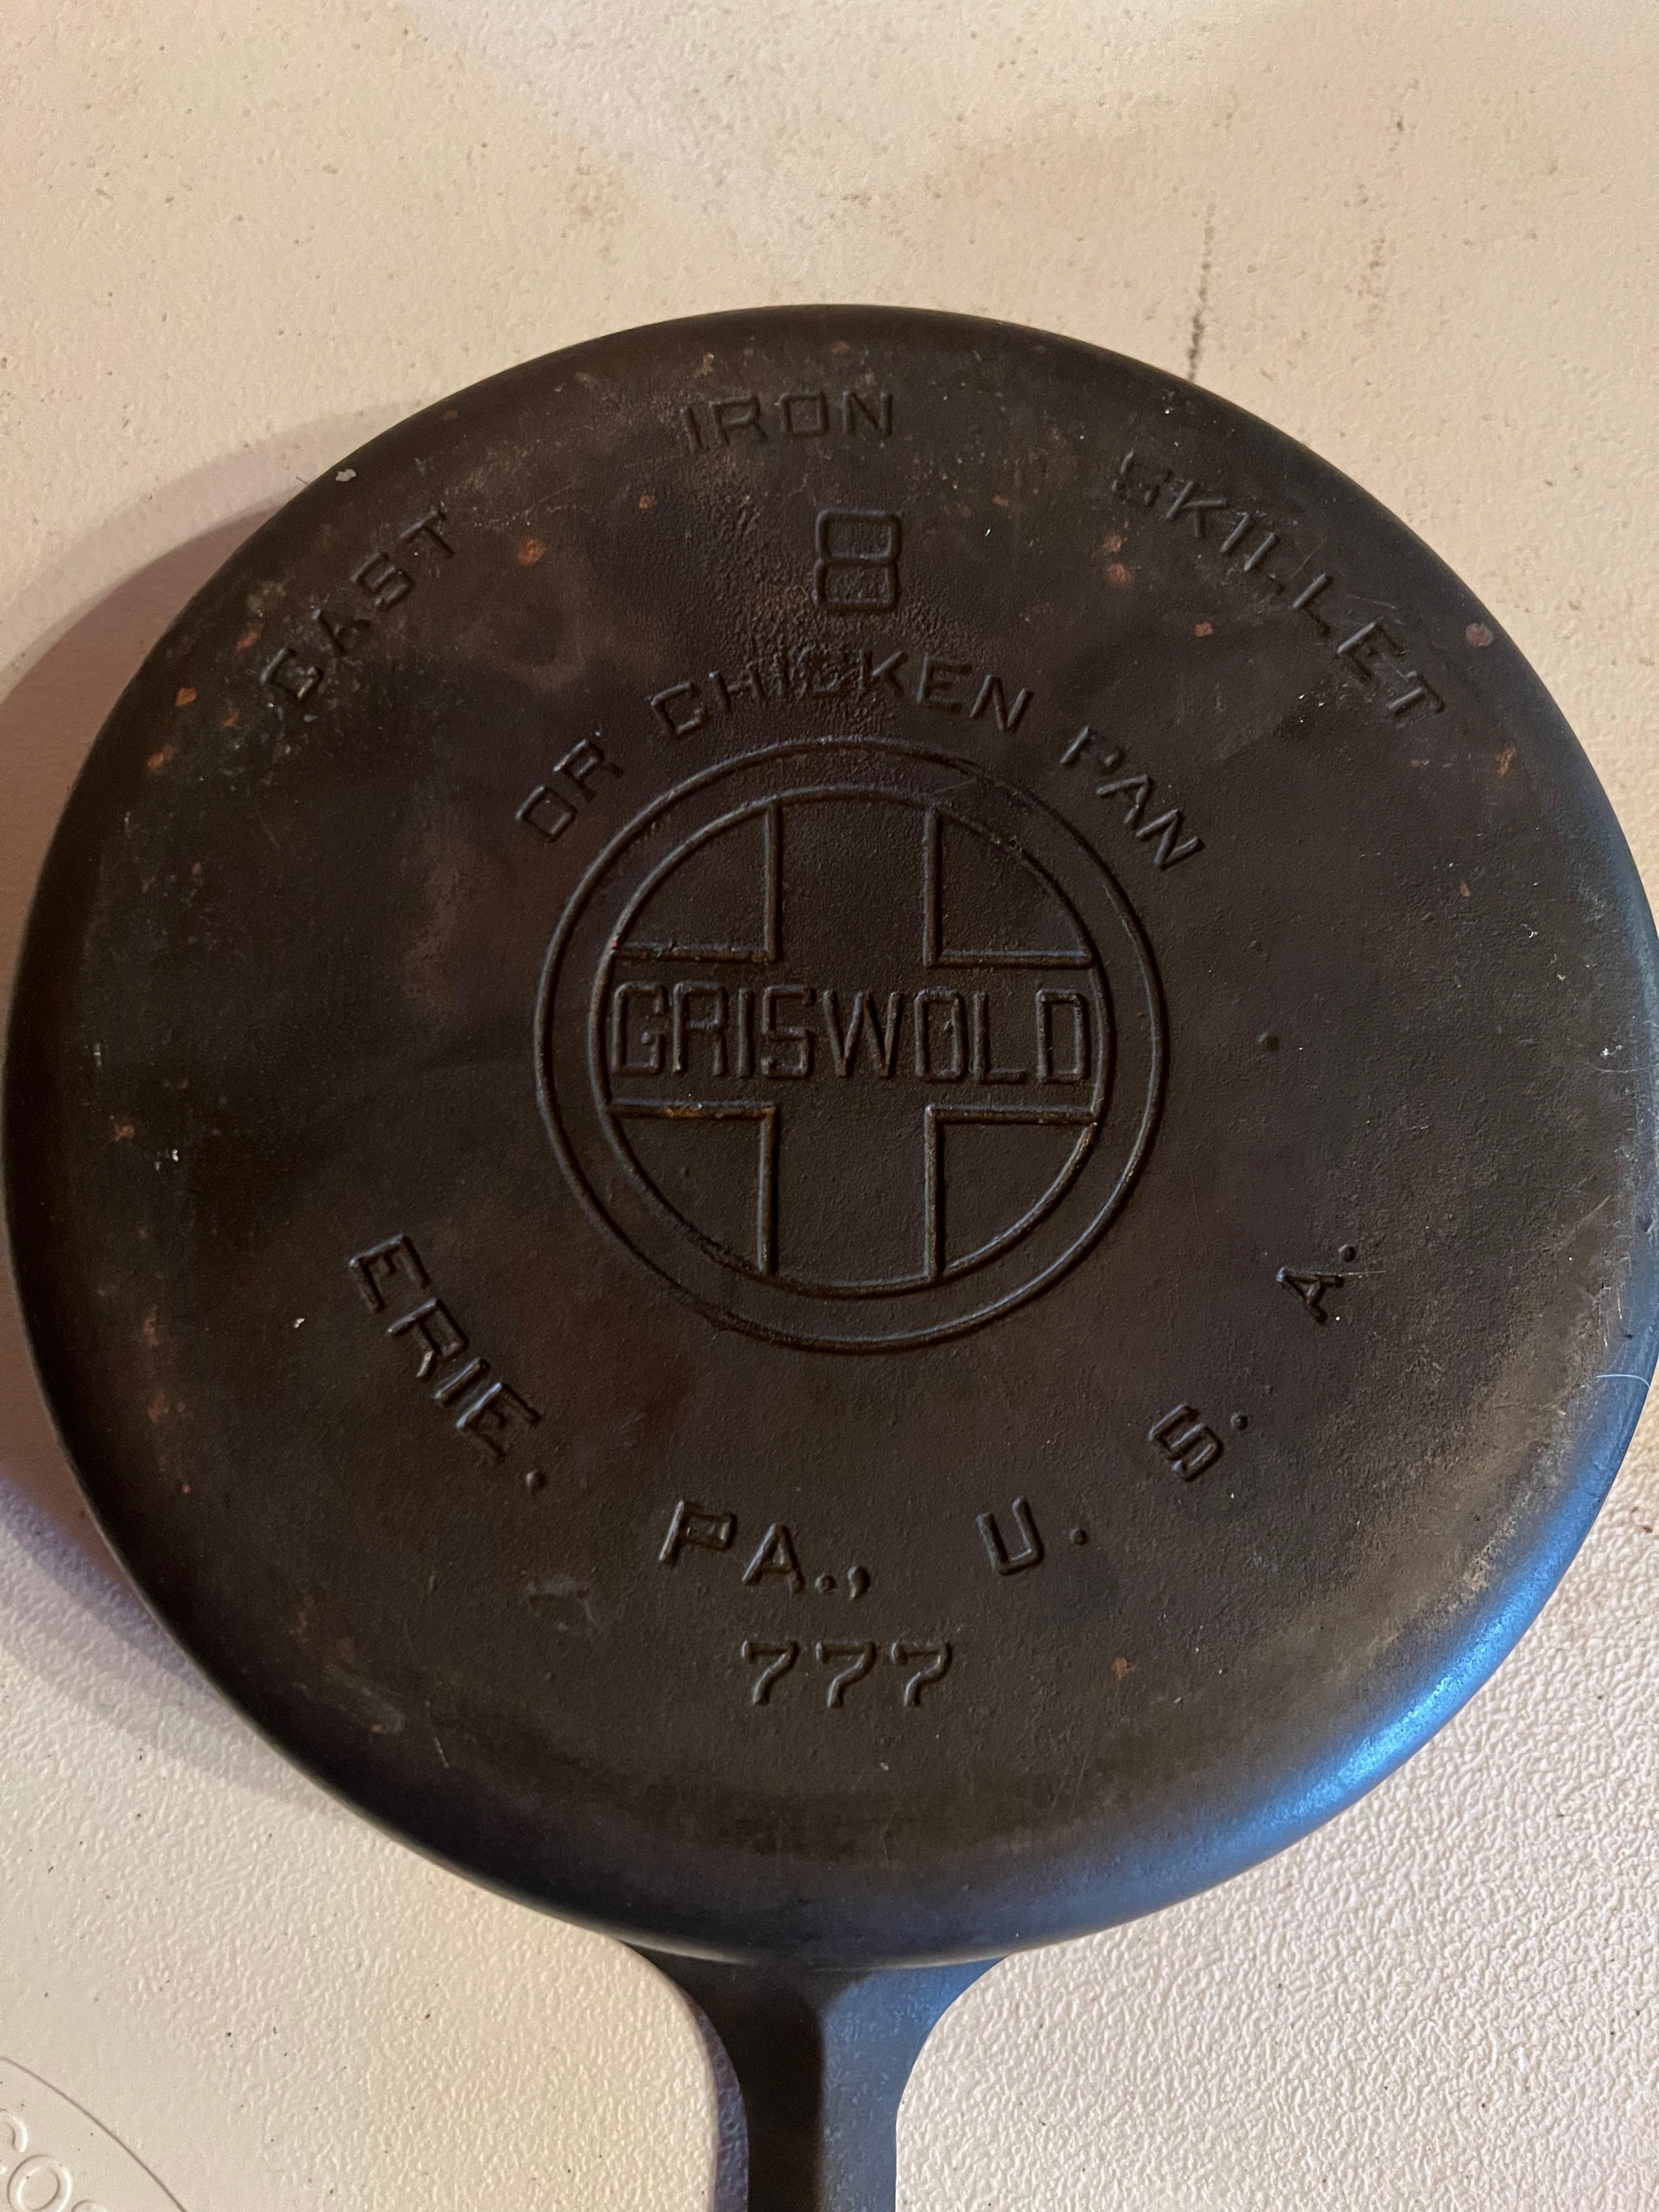 CAST IRON SKILLET
8
OR CHICKEN PAN
GRISWOLD
ERIE. PA., U. S. A.
777